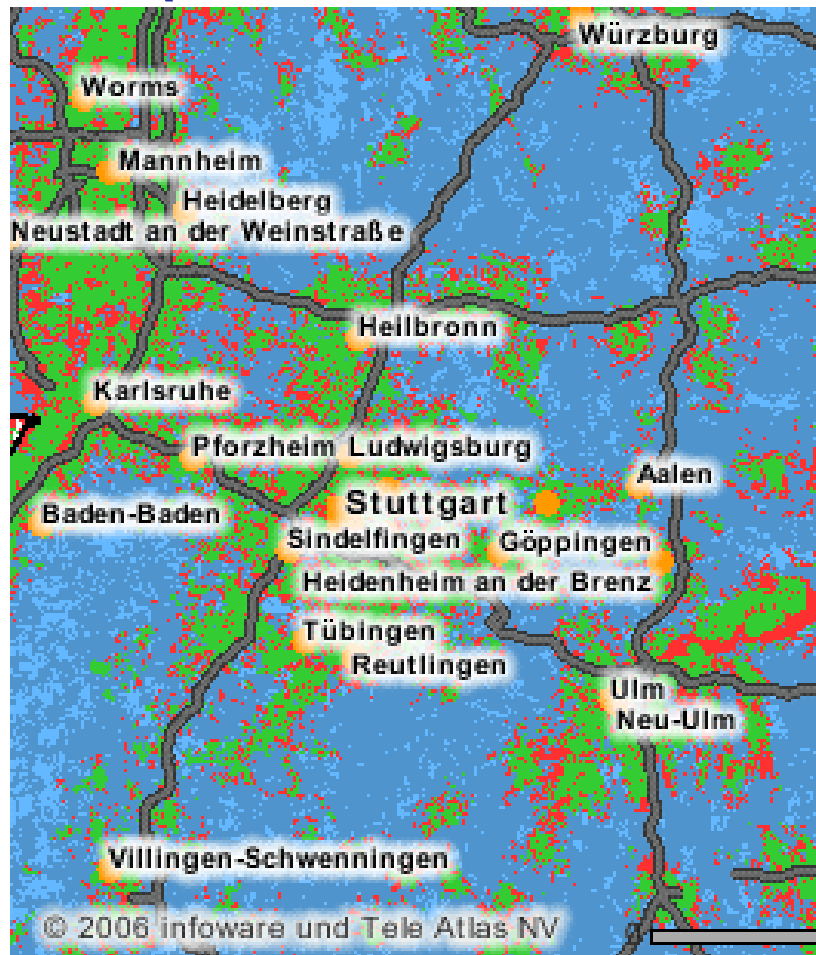 Würzburg
Worms
Mannheim
Heidelberg
Neustadt an der Weinstraße
Heilbronn
Karlsruhe
Pforzheim
Ludwigsburg
Aalen
Stuttgart
Baden-Baden
Sindelfingen
Göppingen
Heidenheim an der Brenz
Tübingen
Reutlingen
Ulm
Neu-Ulm
Villingen-Schwenningen
© 2006 infoware und Tele Atlas NV